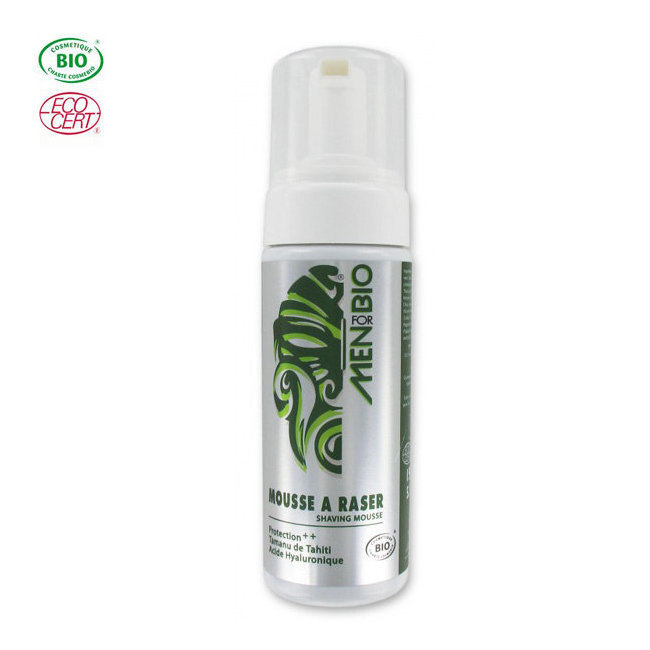 COSMETIQUE
BIO
CHARTE COSMEBIO
®
ECO
CERT
®
MEN FOR BIO
®
MOUSSE A RASER
SHAVING MOUSSE
Protection++
Tamanu de Tahiti
Acide Hyaluronique
BIO